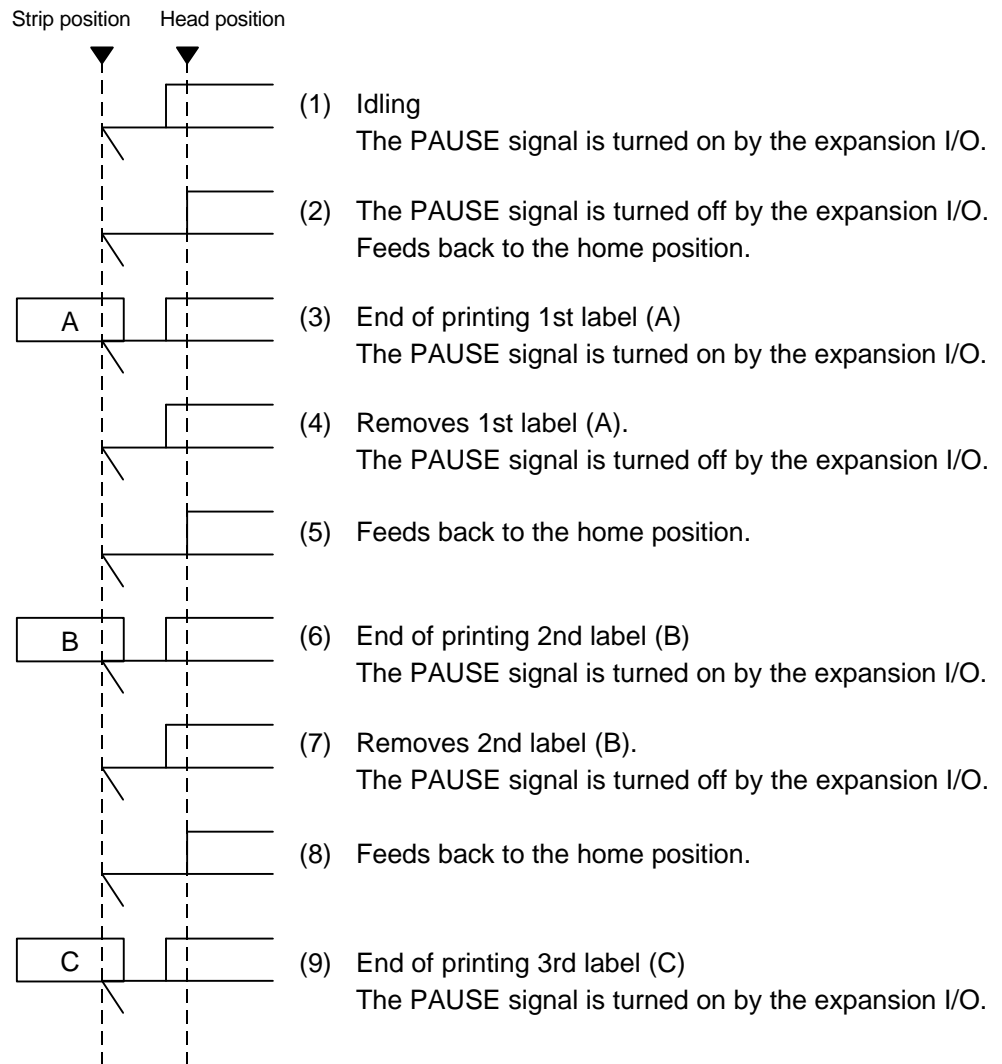 Strip position Head position
(1) Idling
The PAUSE signal is turned on by the expansion I/O.
(2) The PAUSE signal is turned off by the expansion I/O.
Feeds back to the home position.
A
(3) End of printing 1st label (A)
The PAUSE signal is turned on by the expansion I/O.
(4) Removes 1st label (A).
The PAUSE signal is turned off by the expansion I/O.
(5) Feeds back to the home position.
B
(6) End of printing 2nd label (B)
The PAUSE signal is turned on by the expansion I/O.
(7) Removes 2nd label (B).
The PAUSE signal is turned off by the expansion I/O.
(8) Feeds back to the home position.
C
(9) End of printing 3rd label (C)
The PAUSE signal is turned on by the expansion I/O.